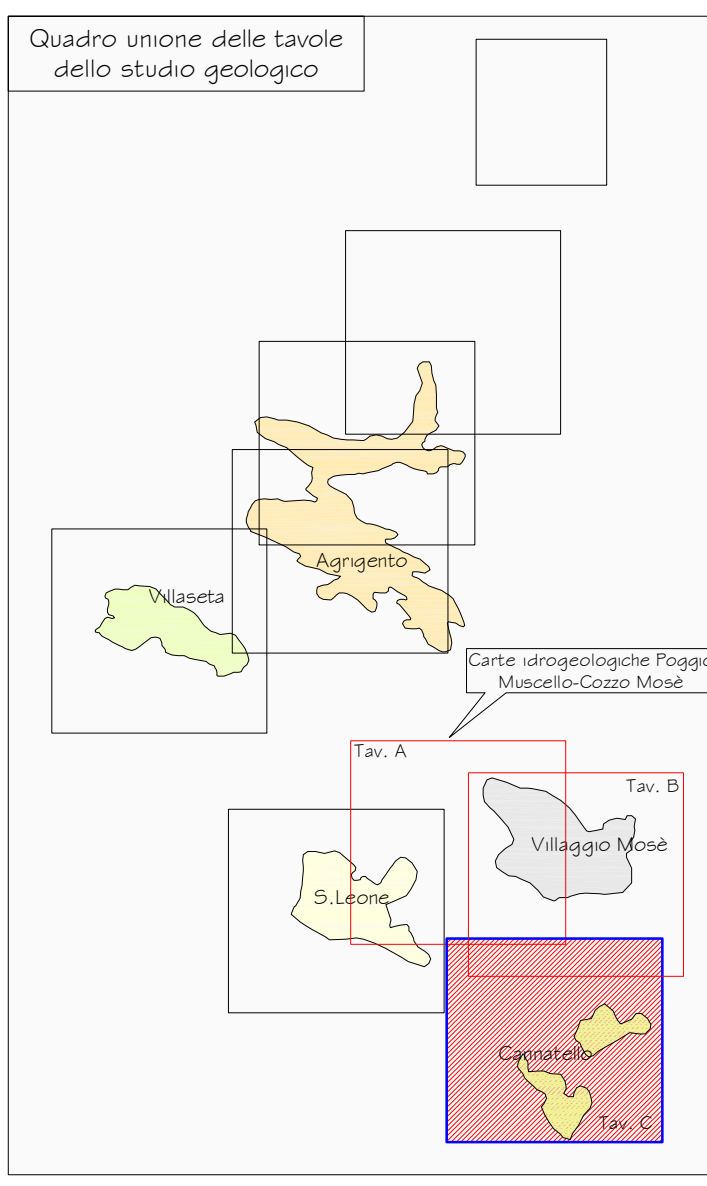 Quadro unione delle tavole
dello studio geologico
Agrigento
Villaseta
Carte idrogeologiche Poggio
Muscello-Cozzo Mosè
Tav. A
Tav. B
Villaggio Mosè
S.Leone
Cannatello
Tav. C